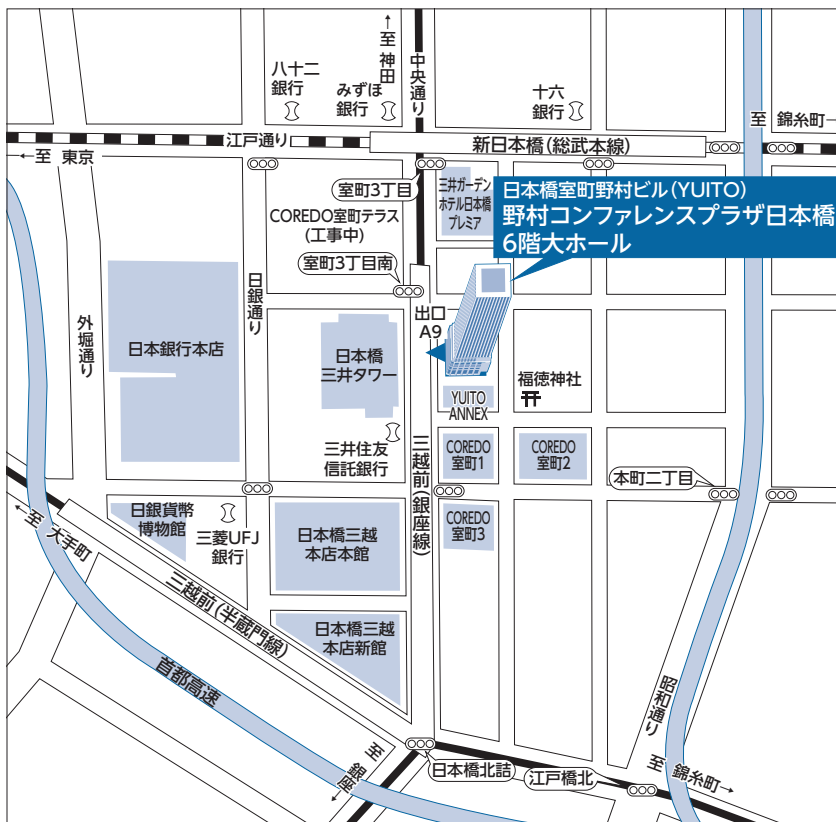 ↑至 神田
中央通り
八十二
銀行
みずほ
銀行
十六
銀行
至 錦糸町→
江戸通り
新日本橋(総武本線)
←至 東京
室町3丁目
三井ガーデン
ホテル日本橋
プレミア
日本橋室町野村ビル(YUITO)
野村コンファレンスプラザ日本橋
6階大ホール
COREDO室町テラス
(工事中)
室町3丁目南
日銀通り
外堀通り
出口
A9
日本銀行本店
日本橋
三井タワー
福徳神社
YUITO
ANNEX
三井住友
信託銀行
三越前(銀座線)
COREDO
室町1
COREDO
室町2
本町二丁目
日銀貨幣
博物館
三菱UFJ
銀行
日本橋三越
本店本館
COREDO
室町3
←至 大手町
三越前(半蔵門線)
日本橋三越
本店新館
首都高速
昭和通り
至 銀座→
日本橋北詰
江戸橋北
至 錦糸町→